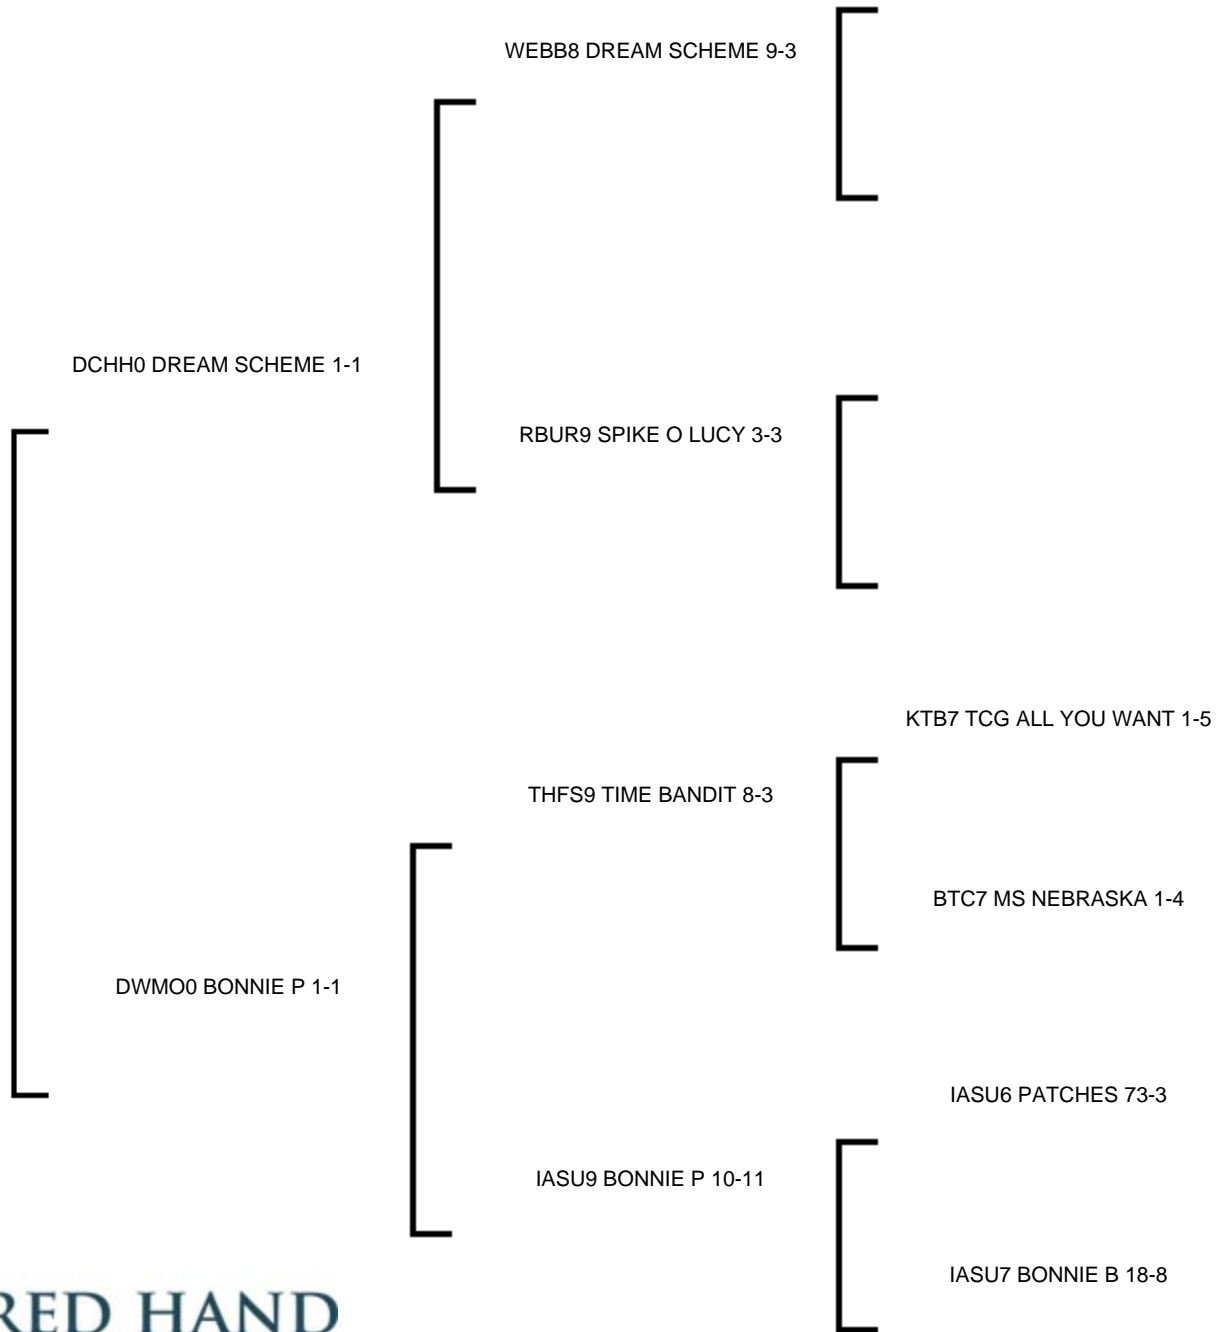 WEBB8 DREAM SCHEME 9-3
DCHH0 DREAM SCHEME 1-1
RBUR9 SPIKE O LUCY 3-3
KTB7 TCG ALL YOU WANT 1-5
THFS9 TIME BANDIT 8-3
BTC7 MS NEBRASKA 1-4
DWMO0 BONNIE P 1-1
IASU6 PATCHES 73-3
IASU9 BONNIE P 10-11
IASU7 BONNIE B 18-8
RED HAND